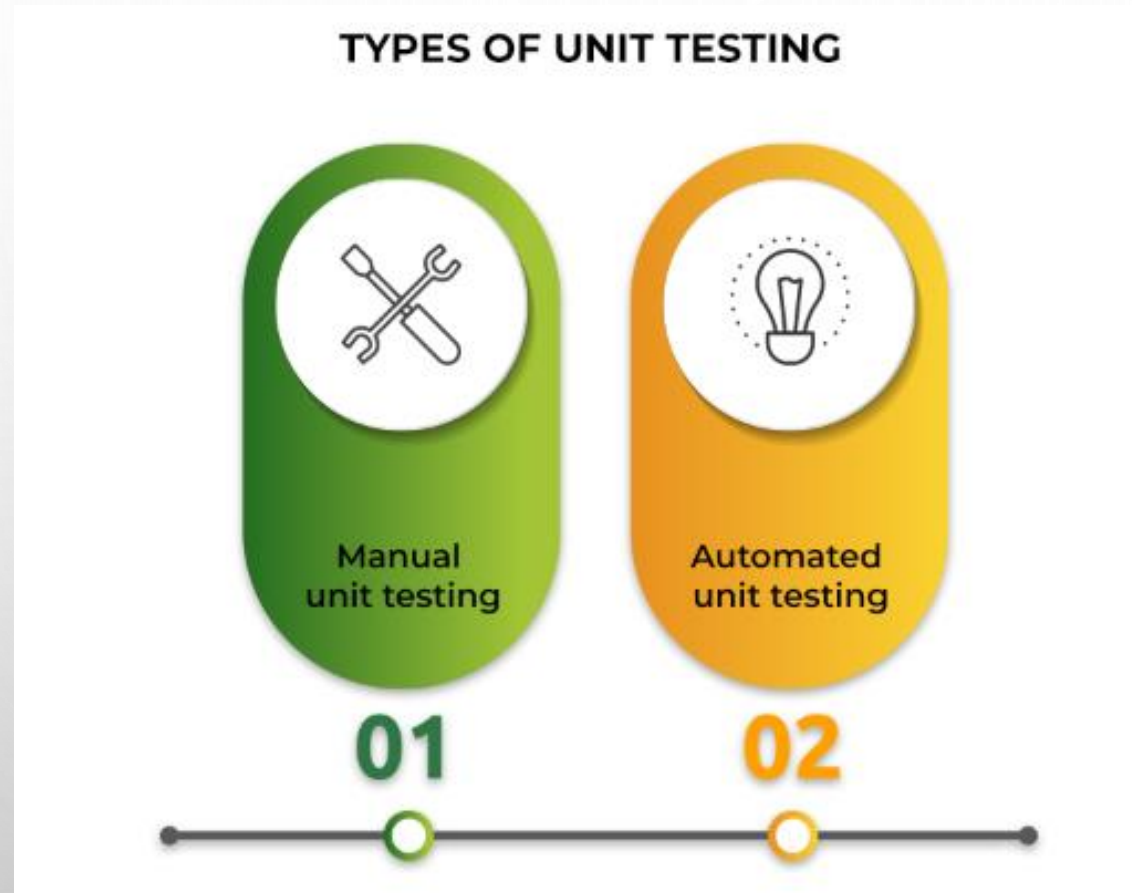 TYPES OF UNIT TESTING
Manual
unit testing
Automated
unit testing
01
02